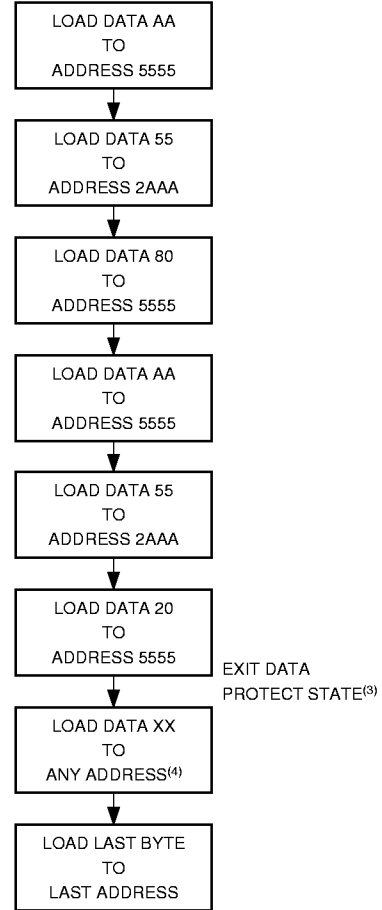 LOAD DATA AA
TO
ADDRESS 5555
LOAD DATA 55
TO
ADDRESS 2AAA
LOAD DATA 80
TO
ADDRESS 5555
LOAD DATA AA
TO
ADDRESS 5555
LOAD DATA 55
TO
ADDRESS 2AAA
LOAD DATA 20
TO
ADDRESS 5555
EXIT DATA
PROTECT STATE(3)
LOAD DATA XX
TO
ANY ADDRESS(4)
LOAD LAST BYTE
TO
LAST ADDRESS